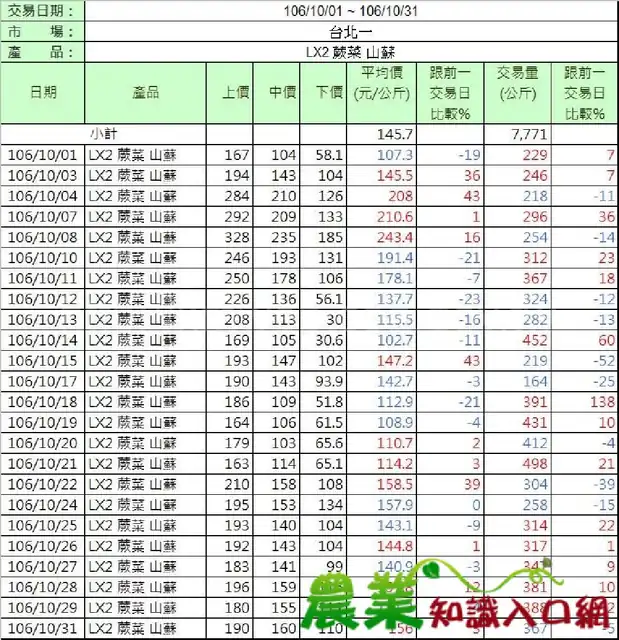 交易日期： 106/10/01 ~ 106/10/31
市　　場： 台北一
產　　品： LX2 蕨菜 山蘇
日期 產品 上價 中價 下價 平均價(元/公斤) 跟前一交易日比較% 交易量(公斤) 跟前一交易日比較%
小計 145.7 7,771
106/10/01 LX2 蕨菜 山蘇 167 104 58.1 107.3 -19 229 7
106/10/03 LX2 蕨菜 山蘇 194 143 104 145.5 36 246 7
106/10/04 LX2 蕨菜 山蘇 284 210 126 208 43 218 -11
106/10/07 LX2 蕨菜 山蘇 292 209 133 210.6 1 296 36
106/10/08 LX2 蕨菜 山蘇 328 235 185 243.4 16 254 -14
106/10/10 LX2 蕨菜 山蘇 246 193 131 191.4 -21 312 23
106/10/11 LX2 蕨菜 山蘇 250 178 106 178.1 -7 367 18
106/10/12 LX2 蕨菜 山蘇 226 136 56.1 137.7 -23 324 -12
106/10/13 LX2 蕨菜 山蘇 208 113 30 115.5 -16 282 -13
106/10/14 LX2 蕨菜 山蘇 169 105 30.6 102.7 -11 452 60
106/10/15 LX2 蕨菜 山蘇 193 147 102 147.2 43 219 -52
106/10/17 LX2 蕨菜 山蘇 190 143 93.9 142.7 -3 164 -25
106/10/18 LX2 蕨菜 山蘇 186 109 51.8 112.9 -21 391 138
106/10/19 LX2 蕨菜 山蘇 164 106 61.5 108.9 -4 431 10
106/10/20 LX2 蕨菜 山蘇 179 103 65.6 110.7 2 412 -4
106/10/21 LX2 蕨菜 山蘇 163 114 65.1 114.2 3 498 21
106/10/22 LX2 蕨菜 山蘇 210 158 108 158.5 39 304 -39
106/10/24 LX2 蕨菜 山蘇 195 153 134 157.9 0 258 -15
106/10/25 LX2 蕨菜 山蘇 193 140 104 143.1 -9 314 22
106/10/26 LX2 蕨菜 山蘇 192 143 104 144.8 1 317 1
106/10/27 LX2 蕨菜 山蘇 183 141 99 140.9 -3 9
106/10/28 LX2 蕨菜 山蘇 196 159 12 381 10
106/10/29 LX2 蕨菜 山蘇 180 155 388
106/10/31 LX2 蕨菜 山蘇 190 160 110 156 367 -5
農業知識入口網